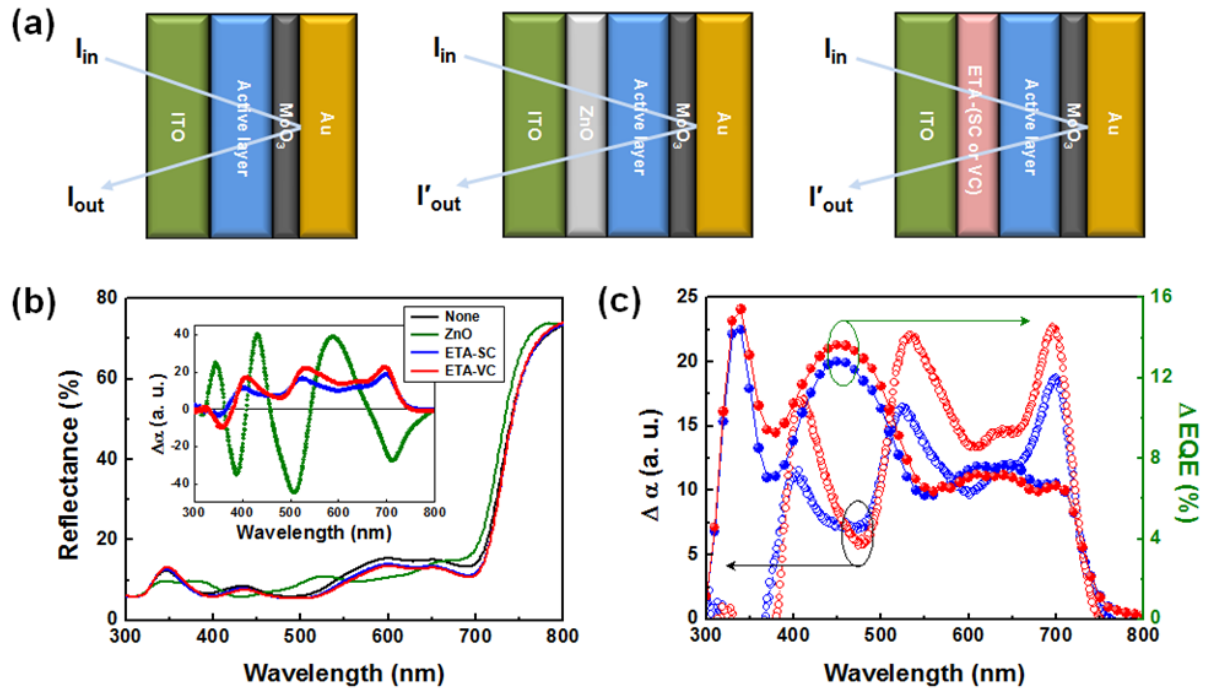 (a)
I_in
I_out
ITO
Active layer
MoO₃
Au
I_in
I′_out
ITO
ZnO
Active layer
MoO₃
Au
I_in
I′_out
ITO
ETA-(SC or VC)
Active layer
MoO₃
Au
(b)
Reflectance (%)
80
60
40
20
0
300 400 500 600 700 800
Wavelength (nm)
None
ZnO
ETA-SC
ETA-VC
Δα (a. u.)
40
20
0
-20
-40
300 400 500 600 700 800
Wavelength (nm)
(c)
Δ α (a. u.)
25
20
15
10
5
0
300 400 500 600 700 800
Wavelength (nm)
16
12
8
4
0
Δ EQE (%)